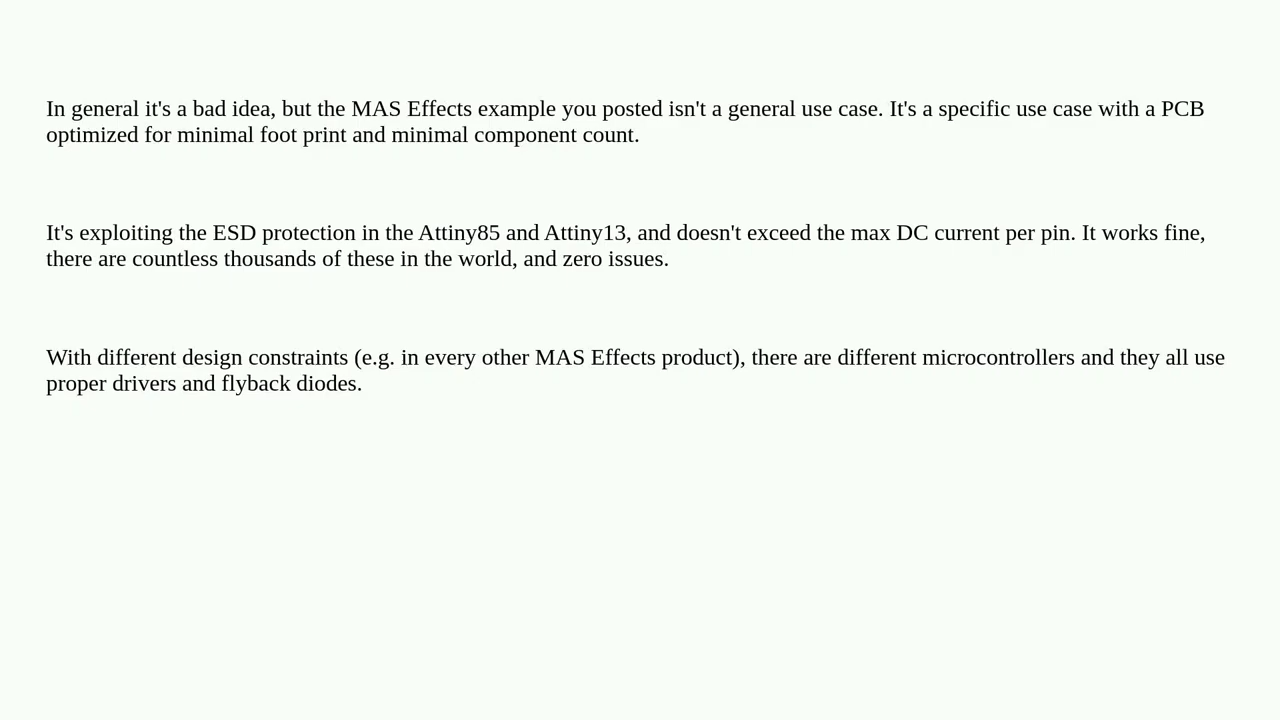 In general it's a bad idea, but the MAS Effects example you posted isn't a general use case. It's a specific use case with a PCB
optimized for minimal foot print and minimal component count.
It's exploiting the ESD protection in the Attiny85 and Attiny13, and doesn't exceed the max DC current per pin. It works fine,
there are countless thousands of these in the world, and zero issues.
With different design constraints (e.g. in every other MAS Effects product), there are different microcontrollers and they all use
proper drivers and flyback diodes.